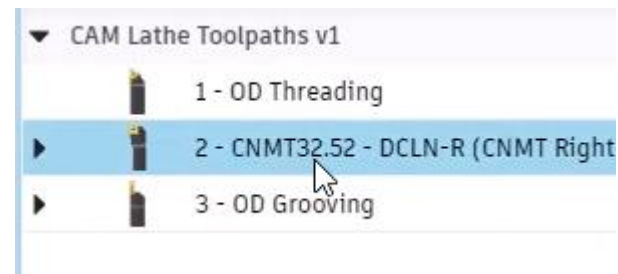 CAM Lathe Toolpaths v1
1 - OD Threading
2 - CNMT32.52 - DCLN-R (CNMT Right
3 - OD Grooving